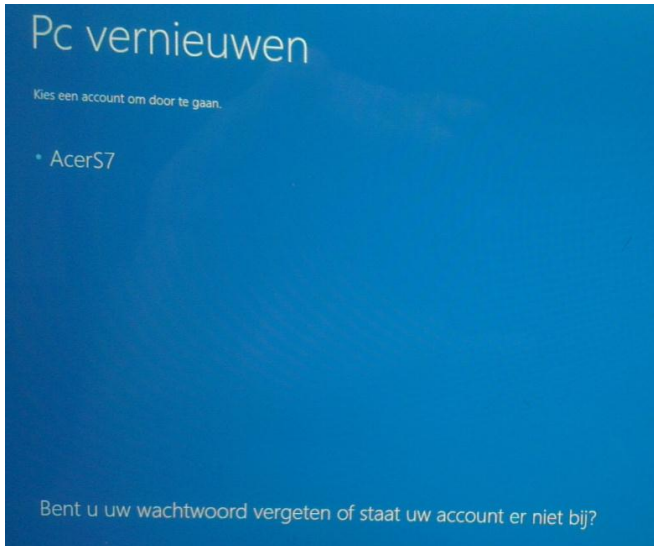 Pc vernieuwen
Kies een account om door te gaan.
AcerS7
Bent u uw wachtwoord vergeten of staat uw account er niet bij?